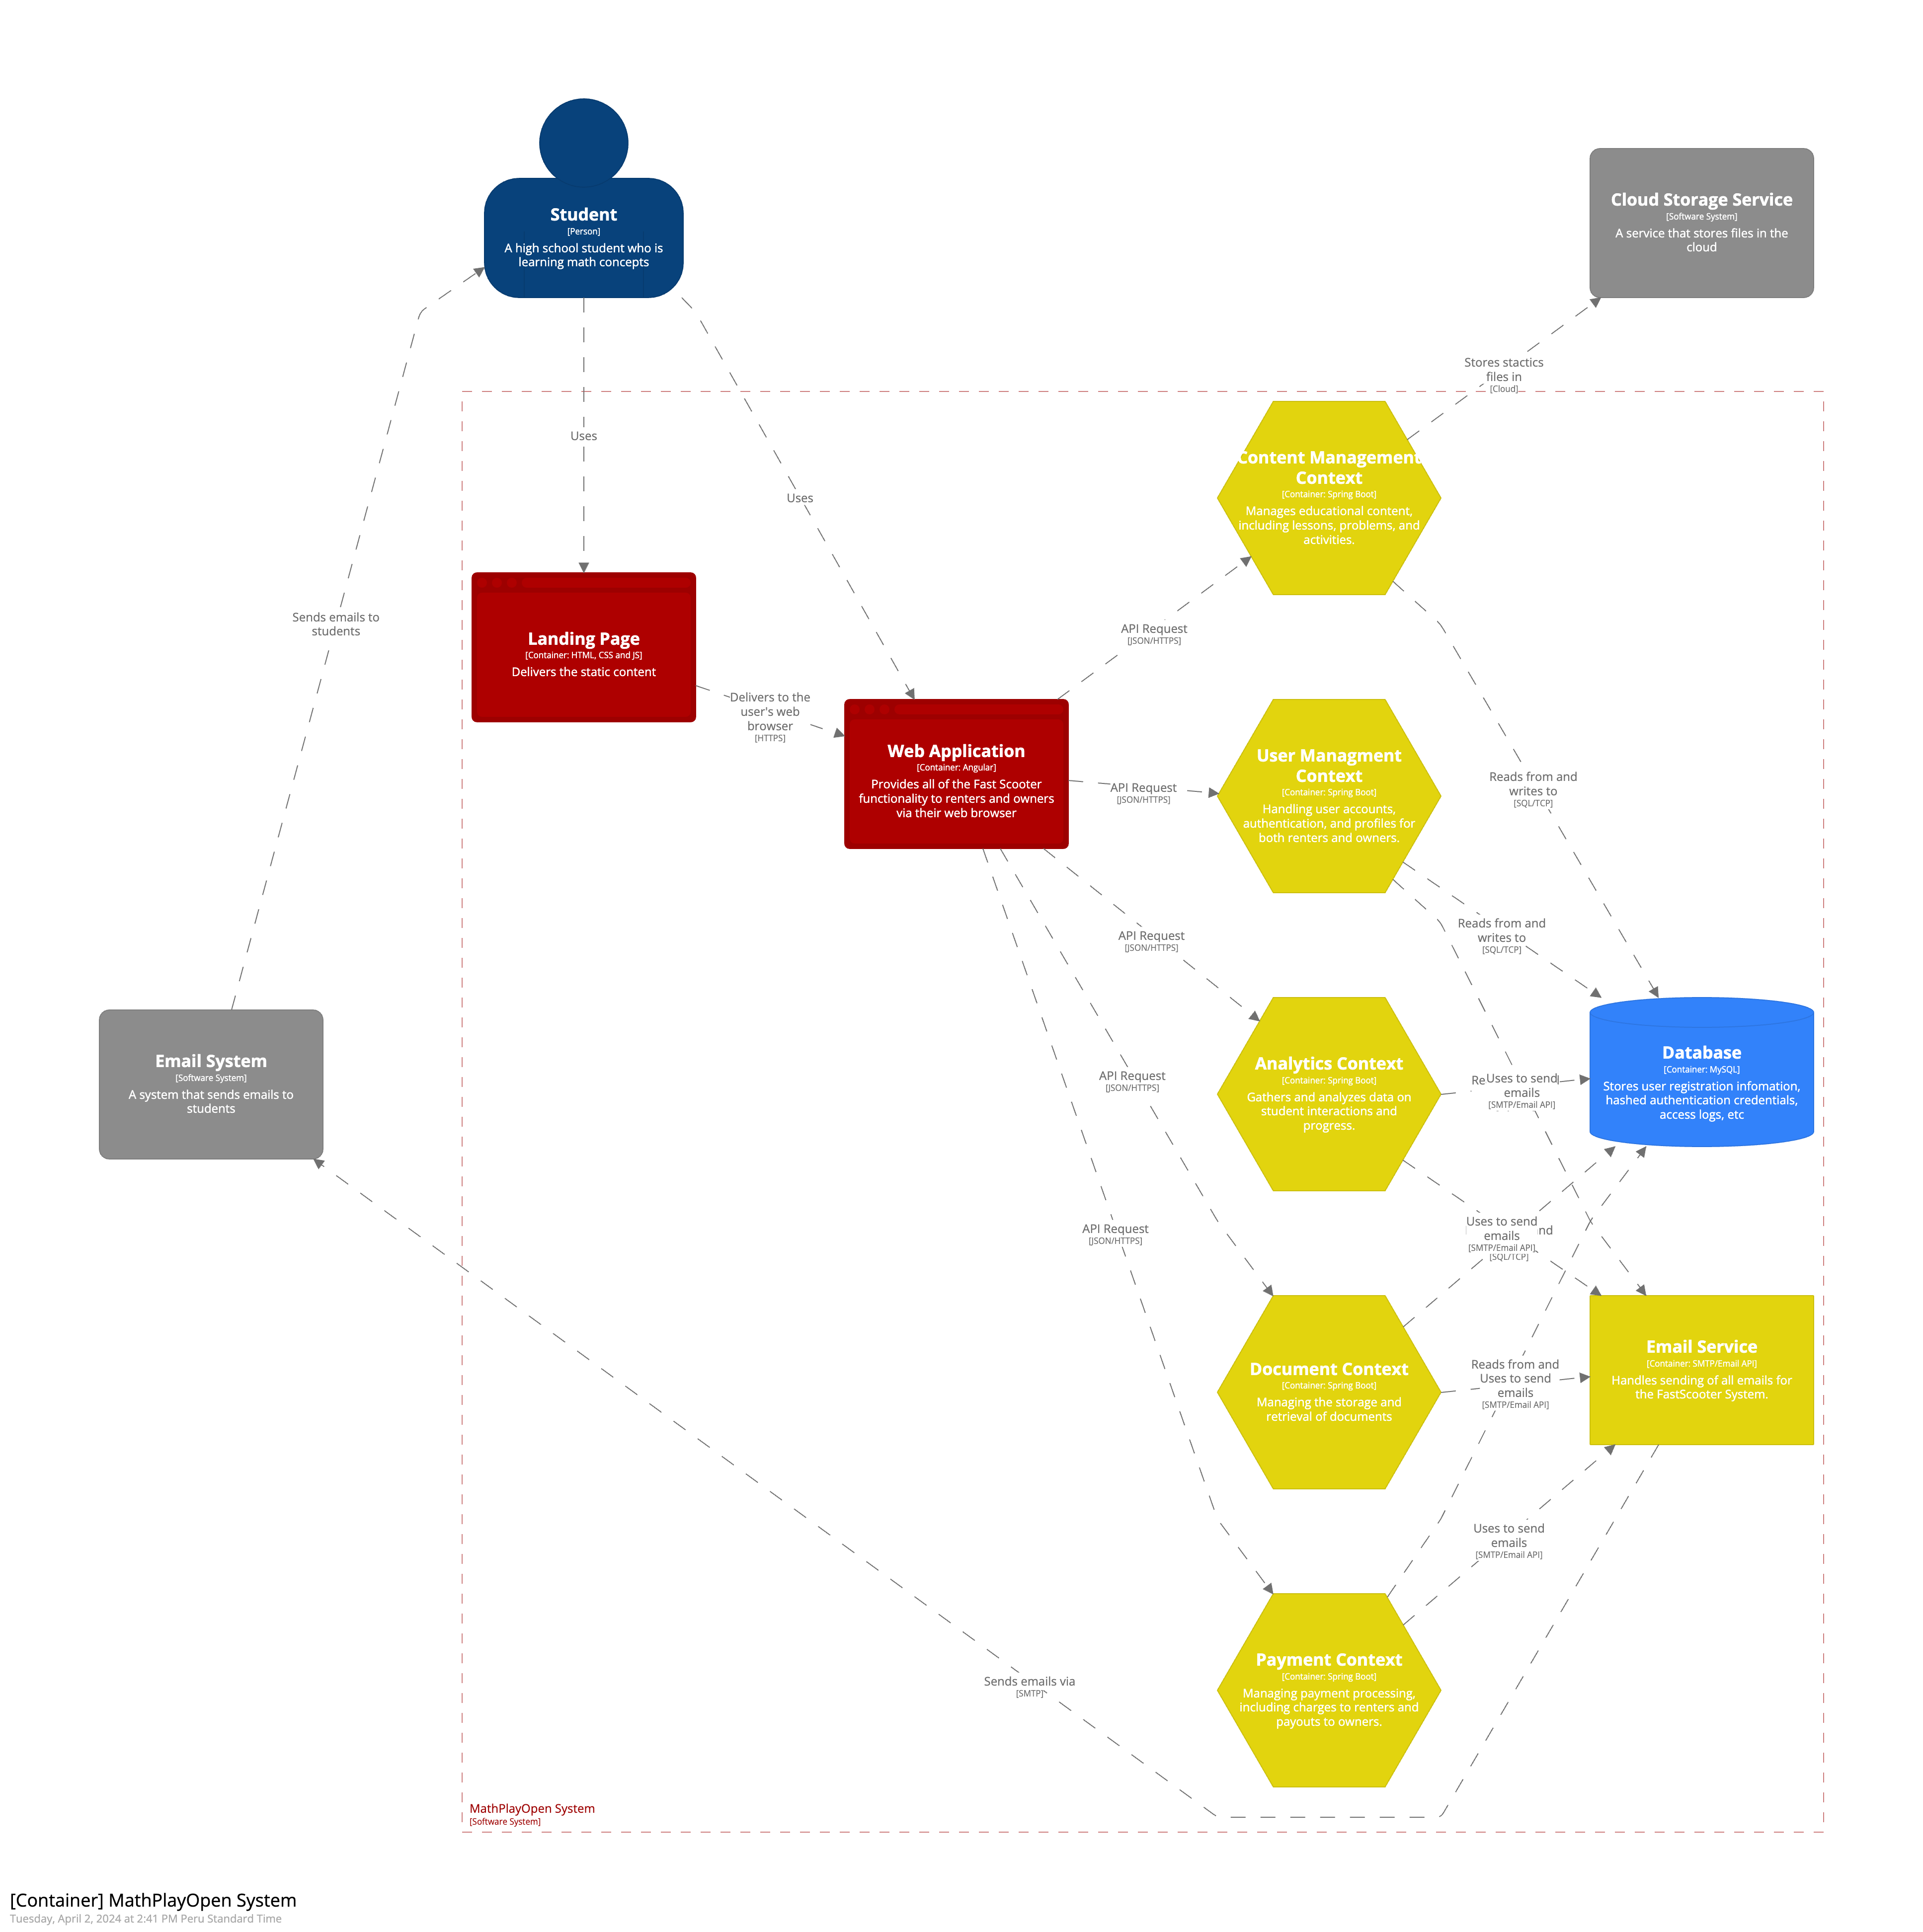 Student
[Person]
A high school student who is
learning math concepts
Cloud Storage Service
[Software System]
A service that stores files in the
cloud
Stores stactics
files in
[Cloud]
Uses
Uses
Content Management
Context
[Container: Spring Boot]
Manages educational content,
including lessons, problems, and
activities.
Sends emails to
students
Landing Page
[Container: HTML, CSS and JS]
Delivers the static content
API Request
[JSON/HTTPS]
Delivers to the
user's web
browser
[HTTPS]
Web Application
[Container: Angular]
Provides all of the Fast Scooter
functionality to renters and owners
via their web browser
API Request
[JSON/HTTPS]
User Managment
Context
[Container: Spring Boot]
Handling user accounts,
authentication, and profiles for
both renters and owners.
Reads from and
writes to
[SQL/TCP]
Reads from and
writes to
[SQL/TCP]
API Request
[JSON/HTTPS]
Email System
[Software System]
A system that sends emails to
students
API Request
[JSON/HTTPS]
Analytics Context
[Container: Spring Boot]
Gathers and analyzes data on
student interactions and
progress.
Uses to send
emails
[SMTP/Email API]
Database
[Container: MySQL]
Stores user registration infomation,
hashed authentication credentials,
access logs, etc
API Request
[JSON/HTTPS]
Uses to send
emails
[SMTP/Email API]
[SQL/TCP]
Document Context
[Container: Spring Boot]
Managing the storage and
retrieval of documents
Reads from and
Uses to send
emails
[SMTP/Email API]
Email Service
[Container: SMTP/Email API]
Handles sending of all emails for
the FastScooter System.
Uses to send
emails
[SMTP/Email API]
Sends emails via
[SMTP]
Payment Context
[Container: Spring Boot]
Managing payment processing,
including charges to renters and
payouts to owners.
MathPlayOpen System
[Software System]
[Container] MathPlayOpen System
Tuesday, April 2, 2024 at 2:41 PM Peru Standard Time